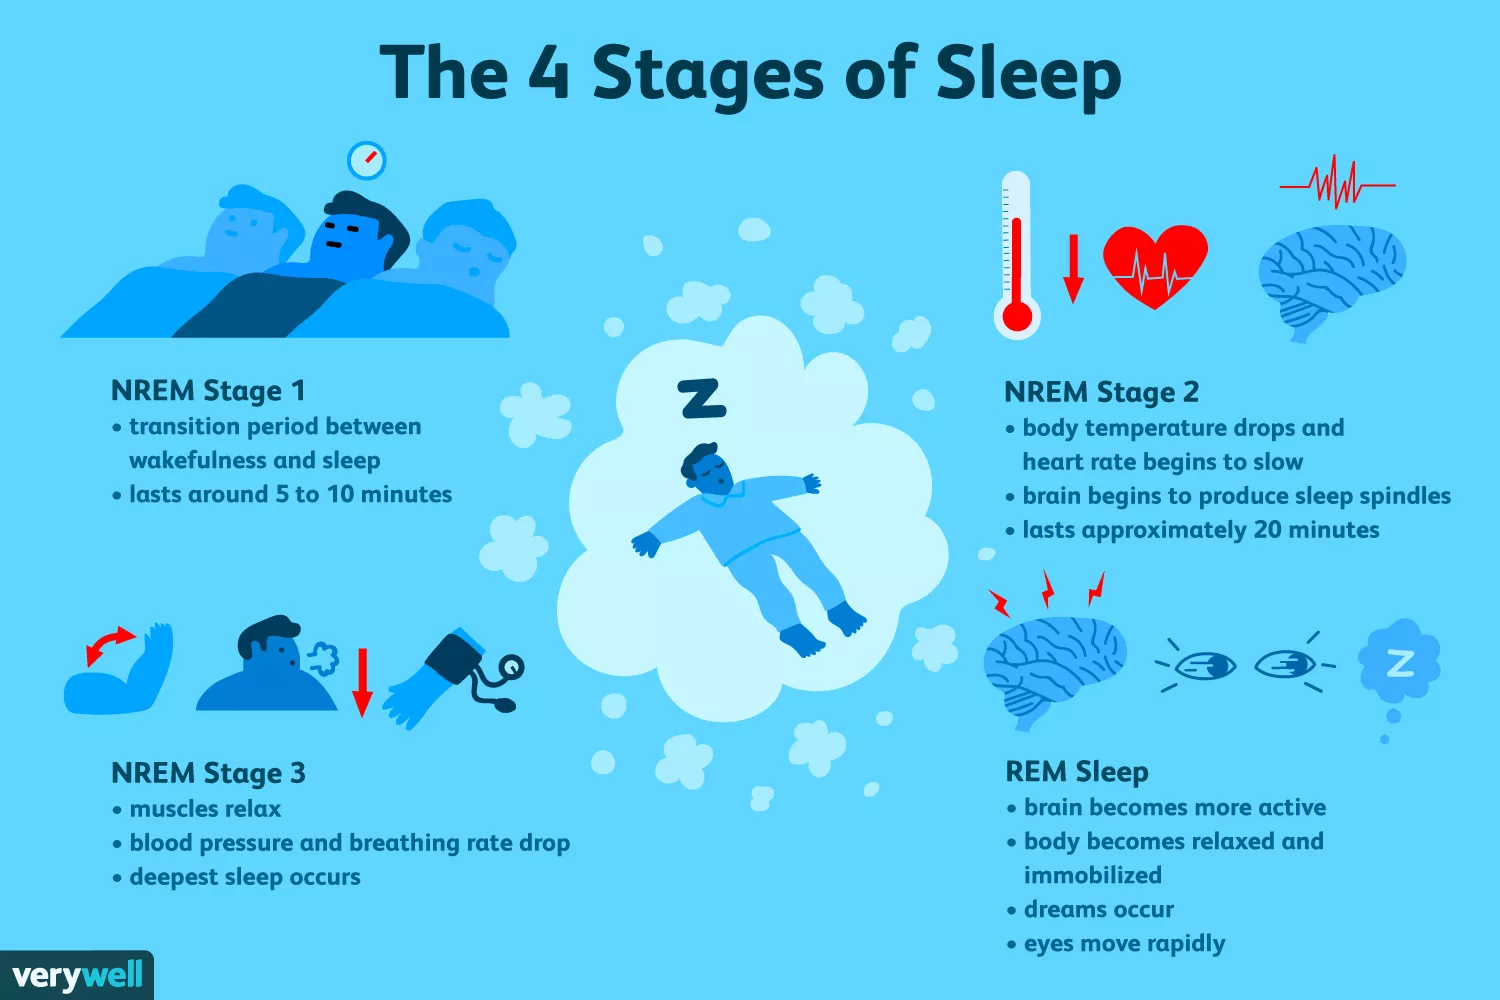 The 4 Stages of Sleep
NREM Stage 1
• transition period between
wakefulness and sleep
• lasts around 5 to 10 minutes
NREM Stage 2
• body temperature drops and
heart rate begins to slow
• brain begins to produce sleep spindles
• lasts approximately 20 minutes
Z
NREM Stage 3
• muscles relax
• blood pressure and breathing rate drop
• deepest sleep occurs
Z
REM Sleep
• brain becomes more active
• body becomes relaxed and
immobilized
• dreams occur
• eyes move rapidly
verywell